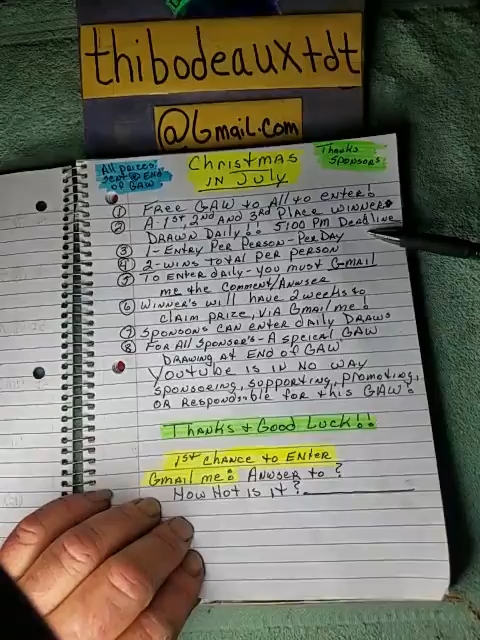 thibodeauxtdt
@Gmail.com
All prizes
sent @ End
of GAW
Christmas
IN July
Thanks
Sponsors
① FREE GAW to All to enter!
② A-1st, 2nd AND 3rd Place WINNER
DRAWN DAILY!! 5:00 PM Deadline
③ 1-Entry Per Person-Per DAY
④ 2-wins total per person
⑤ To Enter daily-You must GMAIL
me the Comment/Answer
⑥ Winner's will have 2 weeks to
claim prize, VIA Gmail me!
⑦ Sponsors CAN enter daily Draws
⑧ For All Sponser's-A special GAW
DRAWING at End of GAW
YouTube is in no way
sponsering, supporting, promoting,
OR Responsible for this GAW!
Thanks & Good Luck!!
1st Chance to Enter
Gmail me: Answer to?
How Hot is it?